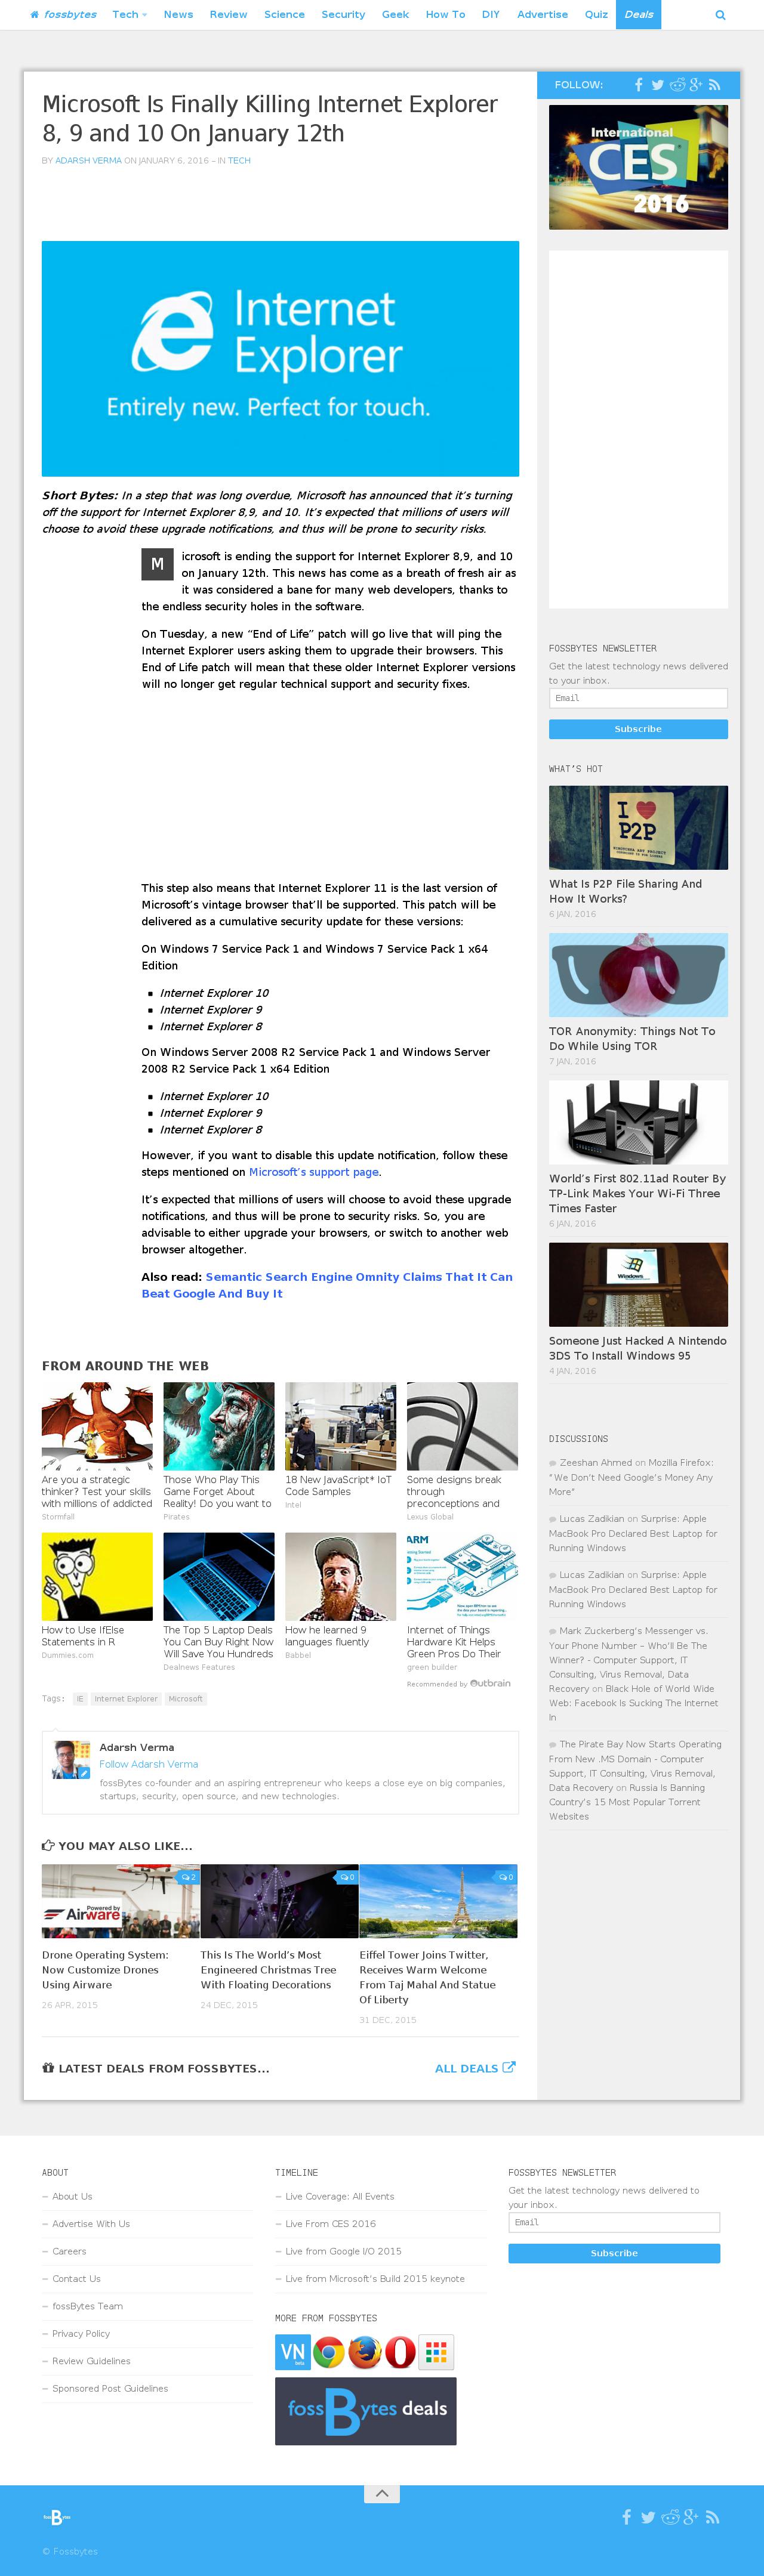 fossbytes Tech News Review Science Security Geek How To DIY Advertise Quiz Deals
Microsoft Is Finally Killing Internet Explorer
8, 9 and 10 On January 12th
BY ADARSH VERMA ON JANUARY 6, 2016 – IN TECH
Internet
Explorer
Entirely new. Perfect for touch.
Short Bytes: In a step that was long overdue, Microsoft has announced that it’s turning
off the support for Internet Explorer 8,9, and 10. It’s expected that millions of users will
choose to avoid these upgrade notifications, and thus will be prone to security risks.
Microsoft is ending the support for Internet Explorer 8,9, and 10
on January 12th. This news has come as a breath of fresh air as
it was considered a bane for many web developers, thanks to
the endless security holes in the software.
On Tuesday, a new “End of Life” patch will go live that will ping the
Internet Explorer users asking them to upgrade their browsers. This
End of Life patch will mean that these older Internet Explorer versions
will no longer get regular technical support and security fixes.
This step also means that Internet Explorer 11 is the last version of
Microsoft’s vintage browser that’ll be supported. This patch will be
delivered as a cumulative security update for these versions:
On Windows 7 Service Pack 1 and Windows 7 Service Pack 1 x64
Edition
Internet Explorer 10
Internet Explorer 9
Internet Explorer 8
On Windows Server 2008 R2 Service Pack 1 and Windows Server
2008 R2 Service Pack 1 x64 Edition
Internet Explorer 10
Internet Explorer 9
Internet Explorer 8
However, if you want to disable this update notification, follow these
steps mentioned on Microsoft’s support page.
It’s expected that millions of users will choose to avoid these upgrade
notifications, and thus will be prone to security risks. So, you are
advisable to either upgrade your browsers, or switch to another web
browser altogether.
Also read: Semantic Search Engine Omnity Claims That It Can
Beat Google And Buy It
FROM AROUND THE WEB
Are you a strategic
thinker? Test your skills
with millions of addicted
Stormfall
Those Who Play This
Game Forget About
Reality! Do you want to
Pirates
18 New JavaScript* IoT
Code Samples
Intel
Some designs break
through
preconceptions and
Lexus Global
How to Use IfElse
Statements in R
Dummies.com
The Top 5 Laptop Deals
You Can Buy Right Now
Will Save You Hundreds
Dealnews Features
How he learned 9
languages fluently
Babbel
ARM
Internet of Things
Hardware Kit Helps
Green Pros Do Their
green builder
Recommended by Outbrain
Tags: IE Internet Explorer Microsoft
Adarsh Verma
Follow Adarsh Verma
fossBytes co-founder and an aspiring entrepreneur who keeps a close eye on big companies,
startups, security, open source, and new technologies.
YOU MAY ALSO LIKE...
2
Powered by
Airware
Drone Operating System:
Now Customize Drones
Using Airware
26 APR, 2015
0
This Is The World’s Most
Engineered Christmas Tree
With Floating Decorations
24 DEC, 2015
0
Eiffel Tower Joins Twitter,
Receives Warm Welcome
From Taj Mahal And Statue
Of Liberty
31 DEC, 2015
LATEST DEALS FROM FOSSBYTES... ALL DEALS
FOLLOW:
International
CES
2016
FOSSBYTES NEWSLETTER
Get the latest technology news delivered
to your inbox.
Email
Subscribe
WHAT’S HOT
I
P2P
What Is P2P File Sharing And
How It Works?
6 JAN, 2016
TOR Anonymity: Things Not To
Do While Using TOR
7 JAN, 2016
World’s First 802.11ad Router By
TP-Link Makes Your Wi-Fi Three
Times Faster
6 JAN, 2016
Windows
Someone Just Hacked A Nintendo
3DS To Install Windows 95
4 JAN, 2016
DISCUSSIONS
Zeeshan Ahmed on Mozilla Firefox:
“We Don’t Need Google’s Money Any
More”
Lucas Zadikian on Surprise: Apple
MacBook Pro Declared Best Laptop for
Running Windows
Lucas Zadikian on Surprise: Apple
MacBook Pro Declared Best Laptop for
Running Windows
Mark Zuckerberg’s Messenger vs.
Your Phone Number – Who’ll Be The
Winner? - Computer Support, IT
Consulting, Virus Removal, Data
Recovery on Black Hole of World Wide
Web: Facebook Is Sucking The Internet
In
The Pirate Bay Now Starts Operating
From New .MS Domain - Computer
Support, IT Consulting, Virus Removal,
Data Recovery on Russia Is Banning
Country’s 15 Most Popular Torrent
Websites
ABOUT
About Us
Advertise With Us
Careers
Contact Us
fossBytes Team
Privacy Policy
Review Guidelines
Sponsored Post Guidelines
TIMELINE
Live Coverage: All Events
Live From CES 2016
Live from Google I/O 2015
Live from Microsoft’s Build 2015 keynote
MORE FROM FOSSBYTES
VN
beta
fossBytes deals
FOSSBYTES NEWSLETTER
Get the latest technology news delivered to
your inbox.
Email
Subscribe
fossBytes
© Fossbytes